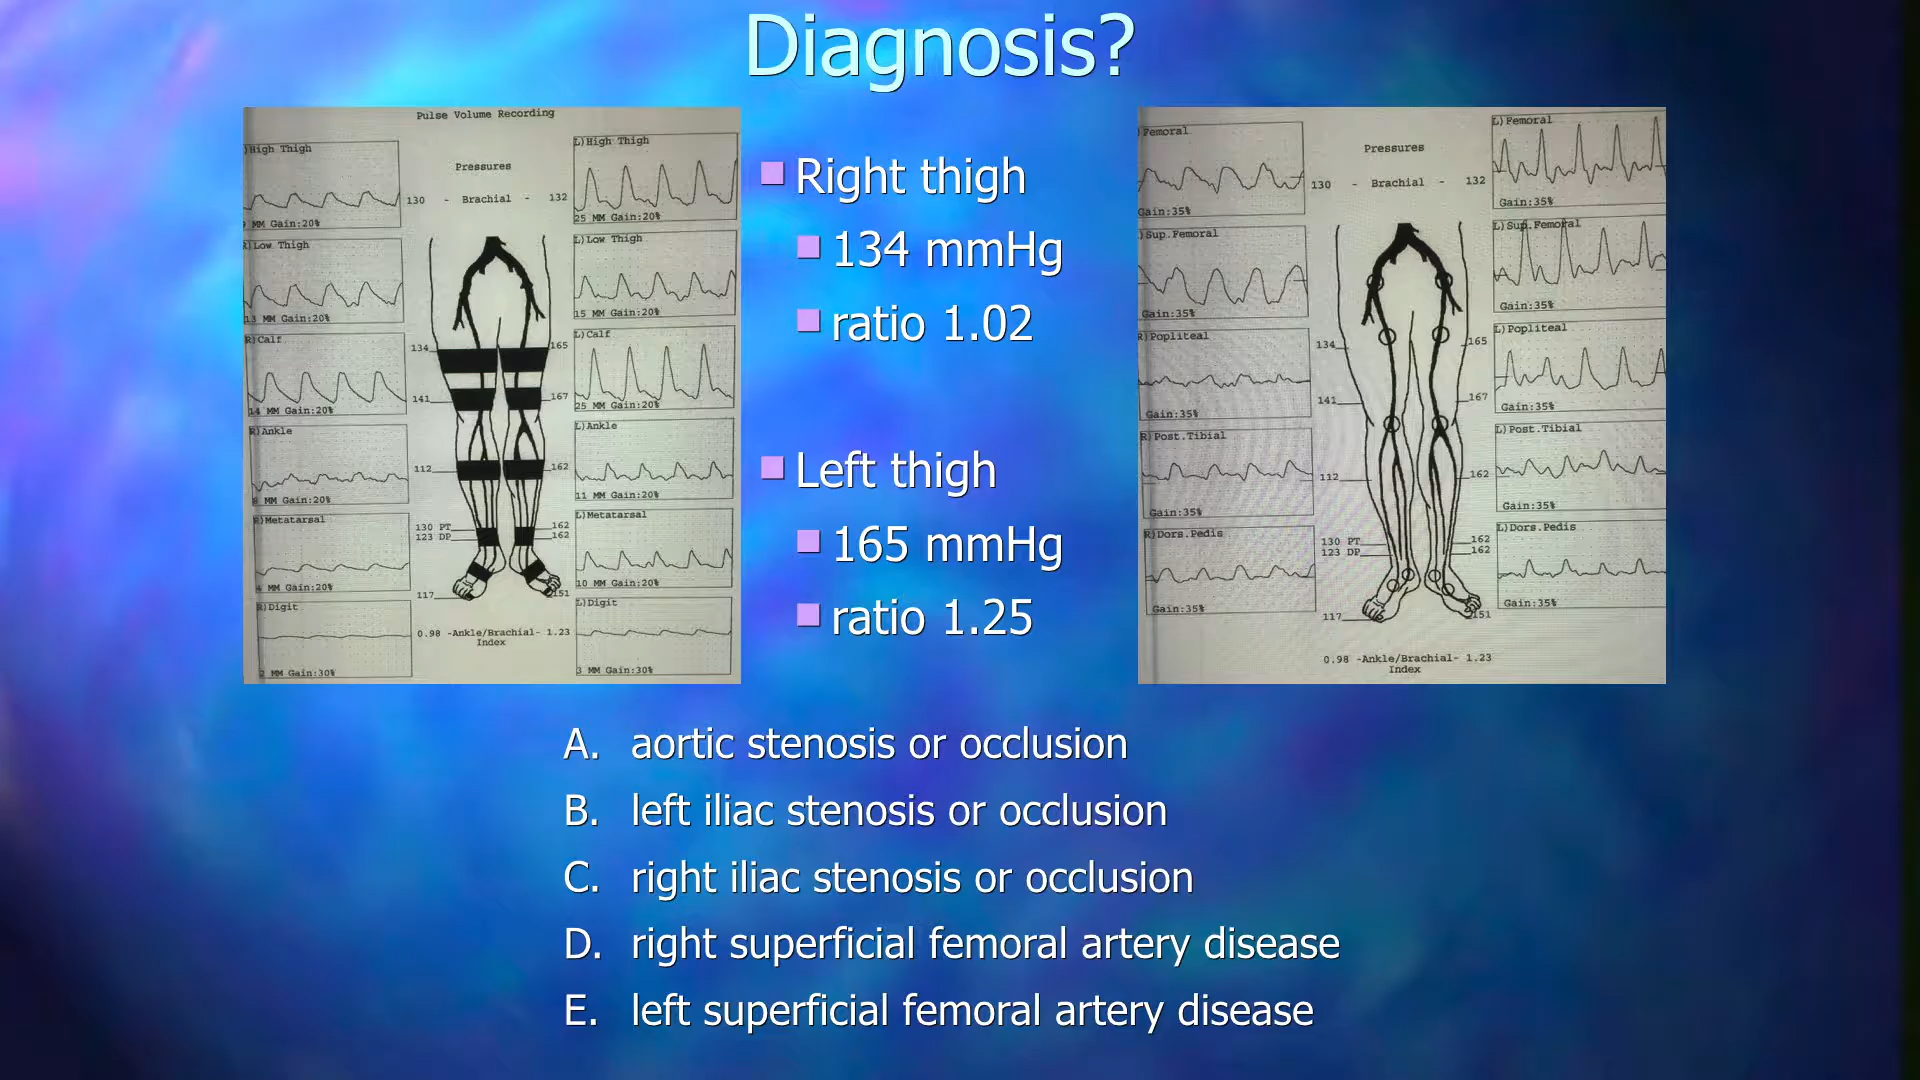 Diagnosis?
Pulse Volume Recording
High Thigh
L)High Thigh
Pressures
130 - Brachial - 132
MM Gain:20%
25 MM Gain:20%
R)Low Thigh
L)Low Thigh
13 MM Gain:20%
15 MM Gain:20%
R)Calf
L)Calf
134
165
14 MM Gain:20%
25 MM Gain:20%
141
167
R)Ankle
L)Ankle
112
162
8 MM Gain:20%
11 MM Gain:20%
R)Metatarsal
L)Metatarsal
130 PT
162
123 DP
162
4 MM Gain:20%
10 MM Gain:20%
117
151
R)Digit
L)Digit
0.98 -Ankle/Brachial- 1.23
Index
2 MM Gain:30%
3 MM Gain:30%
Right thigh
134 mmHg
ratio 1.02
Left thigh
165 mmHg
ratio 1.25
)Femoral
L)Femoral
Pressures
130 - Brachial - 132
Gain:35%
Gain:35%
)Sup.Femoral
L)Sup.Femoral
Gain:35%
Gain:35%
R)Popliteal
L)Popliteal
134
165
Gain:35%
Gain:35%
141
167
R)Post.Tibial
L)Post.Tibial
112
162
Gain:35%
Gain:35%
R)Dors.Pedis
L)Dors.Pedis
130 PT
162
123 DP
162
Gain:35%
Gain:35%
117
151
0.98 -Ankle/Brachial- 1.23
Index
A. aortic stenosis or occlusion
B. left iliac stenosis or occlusion
C. right iliac stenosis or occlusion
D. right superficial femoral artery disease
E. left superficial femoral artery disease